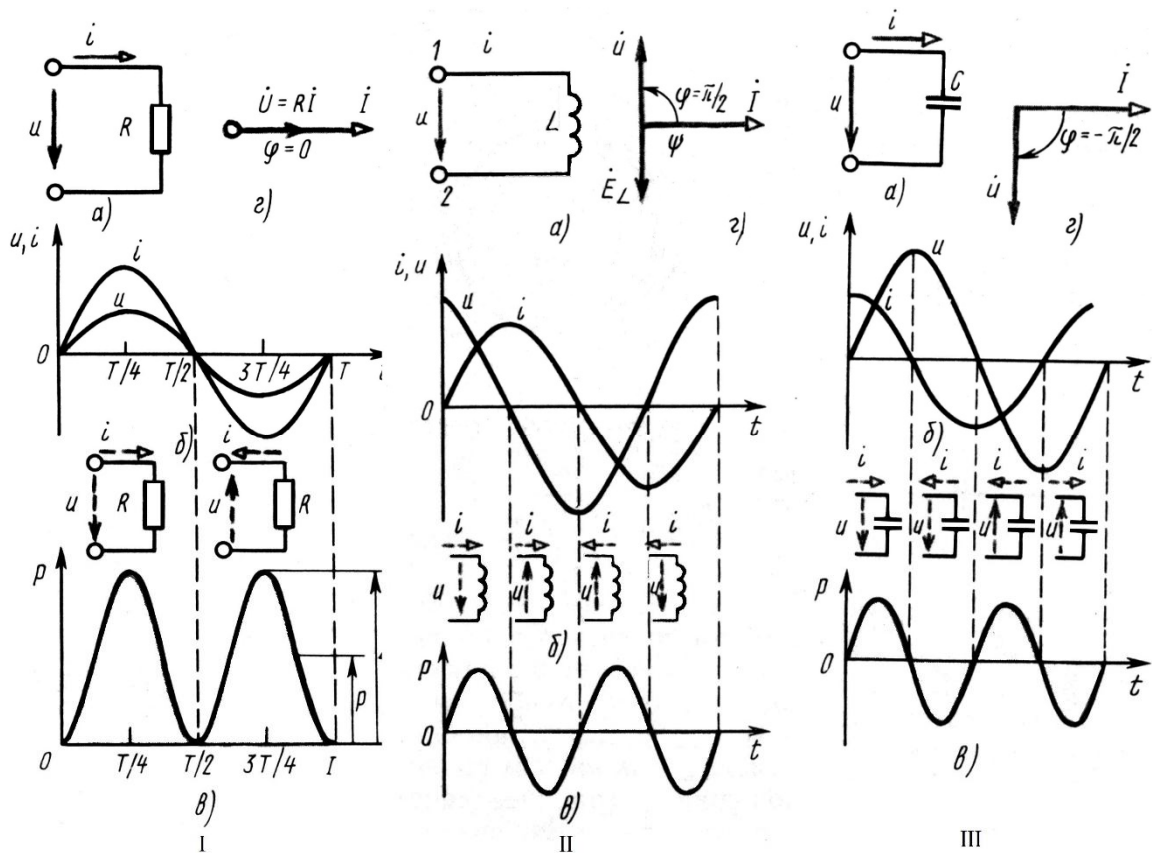 i
u
R
U̇ = Rİ
İ
φ=0
а)
г)
u, i
i
u
0
T/4
T/2
3T/4
T
б)
i
i
u
R
u
R
p
p
0
T/4
T/2
3T/4
I
в)
I
1
i
u
L
2
u̇
φ=π/2
İ
ψ
Ė_L
а)
г)
i, u
u
i
0
t
i
i
i
i
u
u
u
u
б)
p
0
t
в)
II
i
u
C
а)
İ
φ=-π/2
u̇
г)
u, i
u
i
0
t
б)
i
i
i
i
u
u
u
u
p
0
t
в)
III